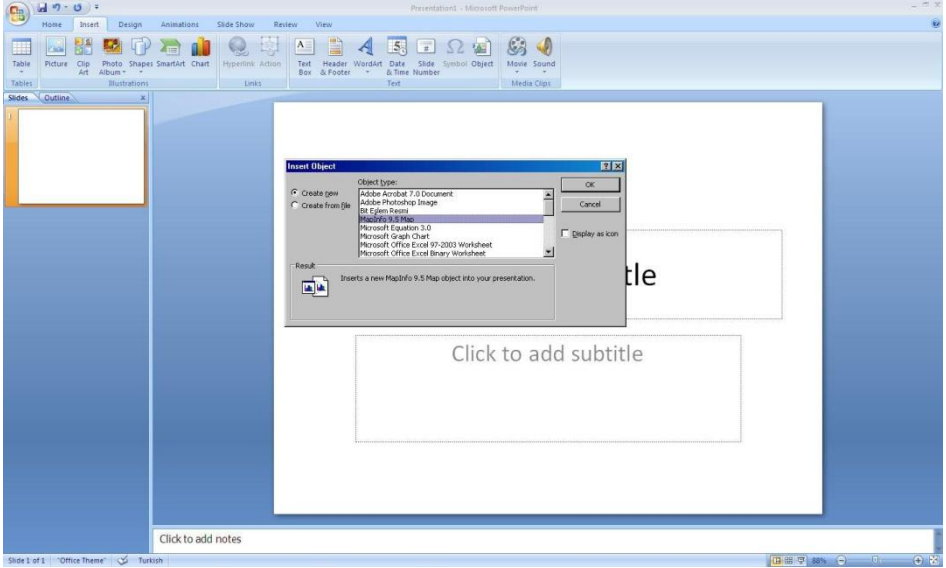 Presentation1 - Microsoft PowerPoint
Home Insert Design Animations Slide Show Review View
Table Picture Clip Art Photo Album Shapes SmartArt Chart Hyperlink Action Text Box Header & Footer WordArt Date & Time Slide Number Symbol Object Movie Sound
Tables Illustrations Links Text Media Clips
Slides Outline x
1
Insert Object
Object type:
Create new
Create from file
Adobe Acrobat 7.0 Document
Adobe Photoshop Image
Bit Eşlem Resmi
MapInfo 9.5 Map
Microsoft Equation 3.0
Microsoft Graph Chart
Microsoft Office Excel 97-2003 Worksheet
Microsoft Office Excel Binary Worksheet
OK
Cancel
Display as icon
Result
Inserts a new MapInfo 9.5 Map object into your presentation.
tle
Click to add subtitle
Click to add notes
Slide 1 of 1 "Office Theme" Turkish 88%